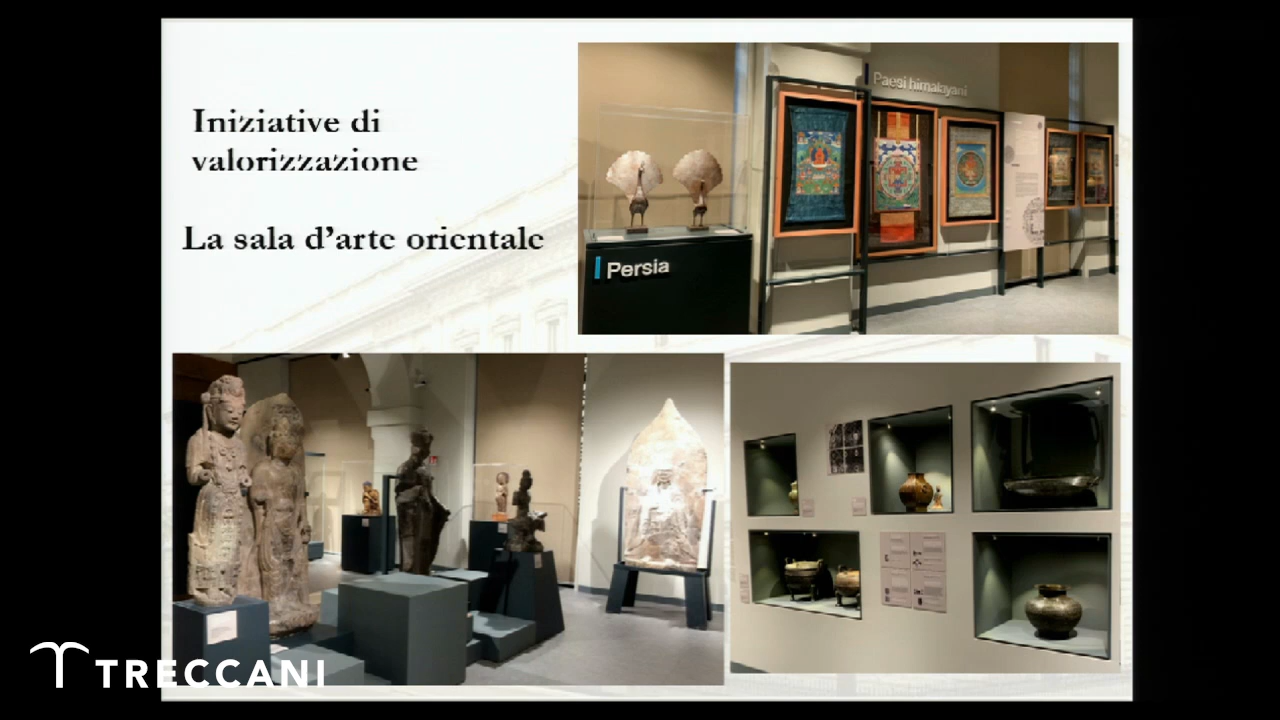 Iniziative di
valorizzazione
La sala d'arte orientale
Paesi himalayani
Persia
TRECCANI